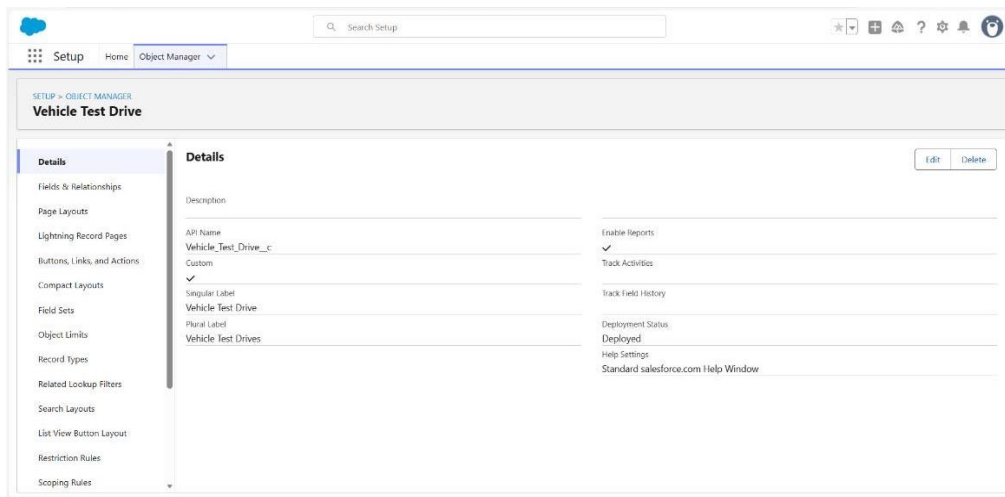 Search Setup
Setup Home Object Manager
SETUP > OBJECT MANAGER
Vehicle Test Drive
Details
Fields & Relationships
Page Layouts
Lightning Record Pages
Buttons, Links, and Actions
Compact Layouts
Field Sets
Object Limits
Record Types
Related Lookup Filters
Search Layouts
List View Button Layout
Restriction Rules
Scoping Rules
Details
Edit Delete
Description
API Name
Vehicle_Test_Drive__c
Custom
Singular Label
Vehicle Test Drive
Plural Label
Vehicle Test Drives
Enable Reports
Track Activities
Track Field History
Deployment Status
Deployed
Help Settings
Standard salesforce.com Help Window